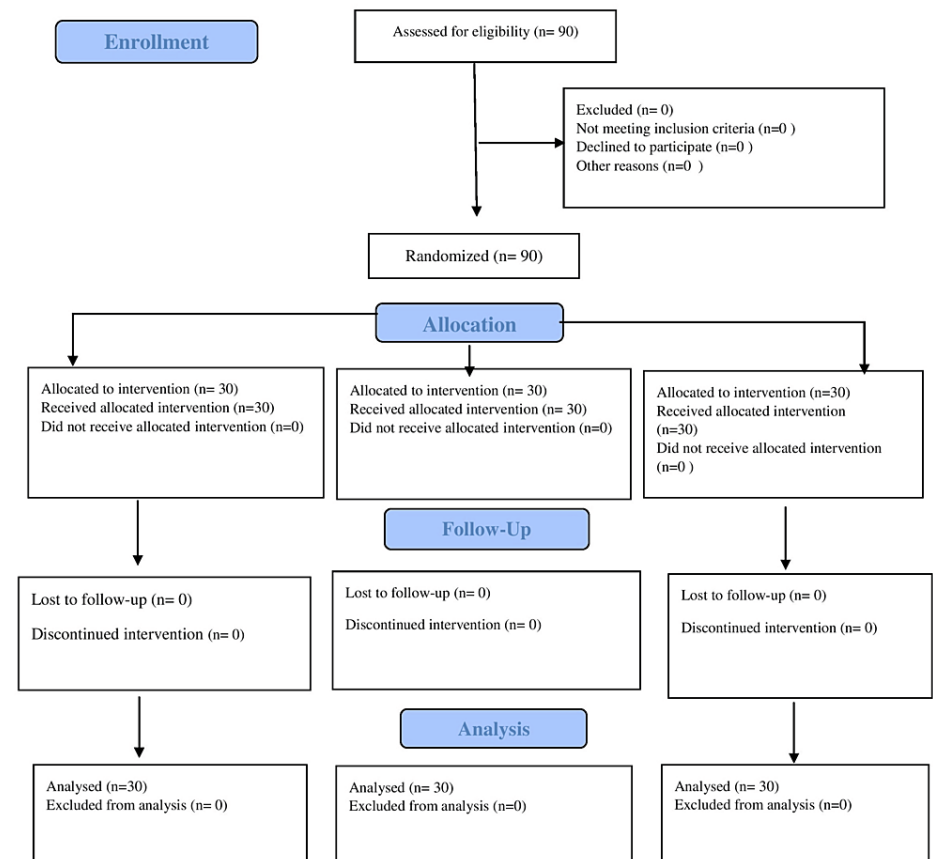 Enrollment
Assessed for eligibility (n= 90)
Excluded (n= 0)
Not meeting inclusion criteria (n=0 )
Declined to participate (n=0 )
Other reasons (n=0  )
Randomized (n= 90)
Allocation
Allocated to intervention (n= 30)
Received allocated intervention (n=30)
Did not receive allocated intervention (n=0)
Allocated to intervention (n= 30)
Received allocated intervention (n= 30)
Did not receive allocated intervention (n=0)
Allocated to intervention (n=30)
Received allocated intervention
(n=30)
Did not receive allocated intervention
(n=0 )
Follow-Up
Lost to follow-up (n= 0)
Discontinued intervention (n= 0)
Lost to follow-up (n= 0)
Discontinued intervention (n= 0)
Lost to follow-up (n= 0)
Discontinued intervention (n= 0)
Analysis
Analysed (n=30)
Excluded from analysis (n= 0)
Analysed (n= 30)
Excluded from analysis (n=0)
Analysed (n= 30)
Excluded from analysis (n=0)